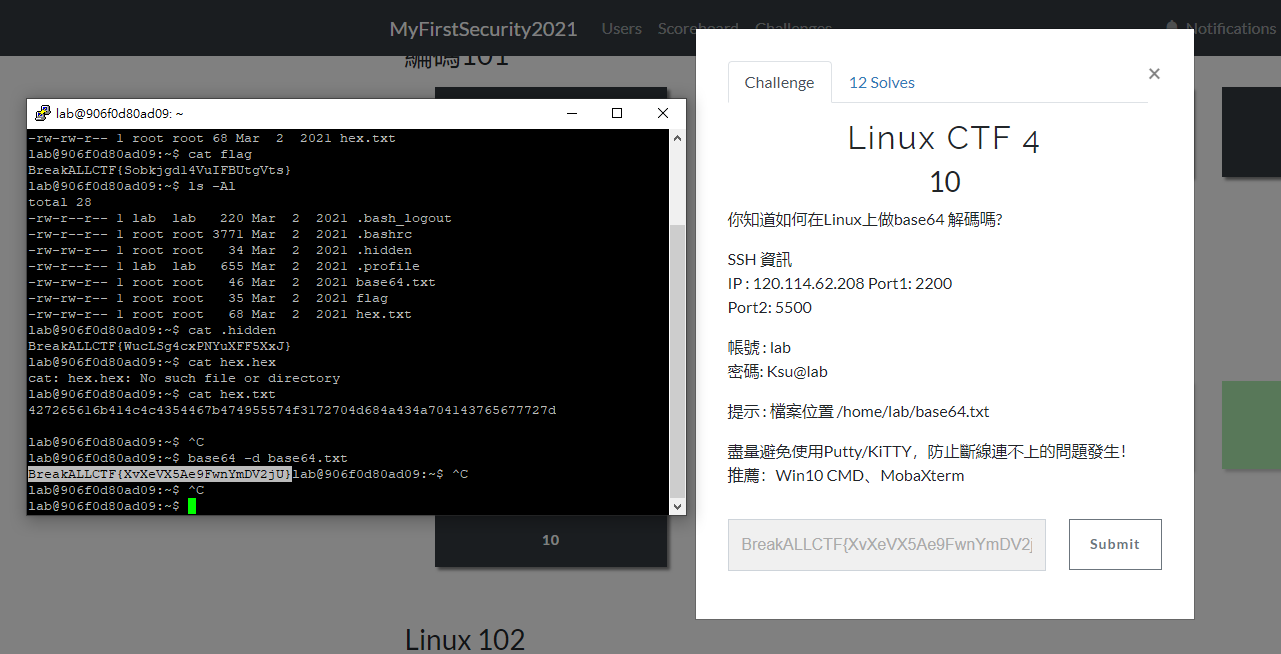 MyFirstSecurity2021 Users Scoreboard Challenges Notifications
編碼101
lab@906f0d80ad09: ~
-rw-rw-r-- 1 root root 68 Mar 2 2021 hex.txt
lab@906f0d80ad09:~$ cat flag
BreakALLCTF{Sobkjgdl4VuIFBUtgVts}
lab@906f0d80ad09:~$ ls -Al
total 28
-rw-r--r-- 1 lab lab 220 Mar 2 2021 .bash_logout
-rw-r--r-- 1 root root 3771 Mar 2 2021 .bashrc
-rw-rw-r-- 1 root root 34 Mar 2 2021 .hidden
-rw-r--r-- 1 lab lab 655 Mar 2 2021 .profile
-rw-rw-r-- 1 root root 46 Mar 2 2021 base64.txt
-rw-rw-r-- 1 root root 35 Mar 2 2021 flag
-rw-rw-r-- 1 root root 68 Mar 2 2021 hex.txt
lab@906f0d80ad09:~$ cat .hidden
BreakALLCTF{WucLSg4cxPNYuXFF5XxJ}
lab@906f0d80ad09:~$ cat hex.hex
cat: hex.hex: No such file or directory
lab@906f0d80ad09:~$ cat hex.txt
427265616b414c4c4354467b474955574f3172704d684a434a704143765677727d
lab@906f0d80ad09:~$ ^C
lab@906f0d80ad09:~$ base64 -d base64.txt
BreakALLCTF{XvXeVX5Ae9FwnYmDV2jU}lab@906f0d80ad09:~$ ^C
lab@906f0d80ad09:~$ ^C
lab@906f0d80ad09:~$
10
Linux 102
Challenge
12 Solves
×
Linux CTF 4
10
你知道如何在Linux上做base64 解碼嗎?
SSH 資訊
IP : 120.114.62.208 Port1: 2200
Port2: 5500
帳號 : lab
密碼: Ksu@lab
提示 : 檔案位置 /home/lab/base64.txt
盡量避免使用Putty/KiTTY，防止斷線連不上的問題發生!
推薦：Win10 CMD、MobaXterm
BreakALLCTF{XvXeVX5Ae9FwnYmDV2j
Submit